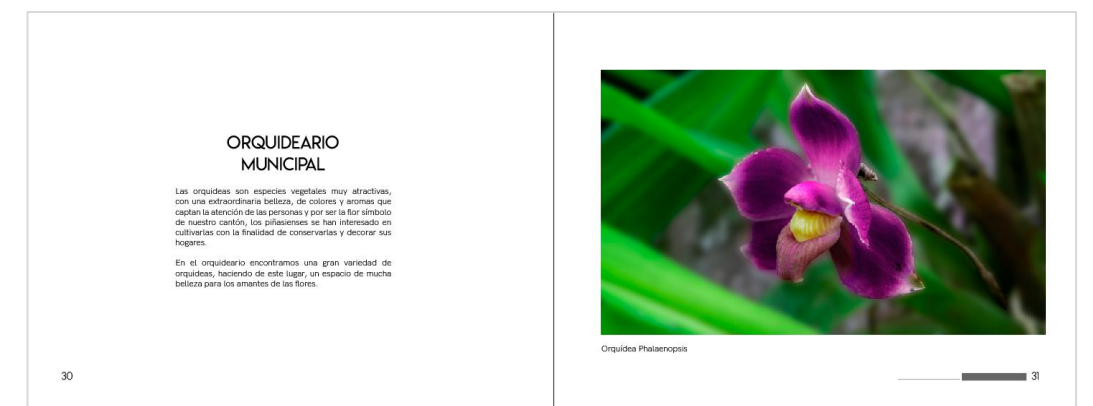 ORQUIDEARIO
MUNICIPAL
Las orquideas son especies vegetales muy atractivas,
con una extraordinaria belleza, de colores y aromas que
captan la atención de las personas y por ser la flor símbolo
de nuestro cantón, los piñasienses se han interesado en
cultivarlas con la finalidad de conservarlas y decorar sus
hogares.
En el orquideario encontramos una gran variedad de
orquideas, haciendo de este lugar, un espacio de mucha
belleza para los amantes de las flores.
30
Orquídea Phalaenopsis
31